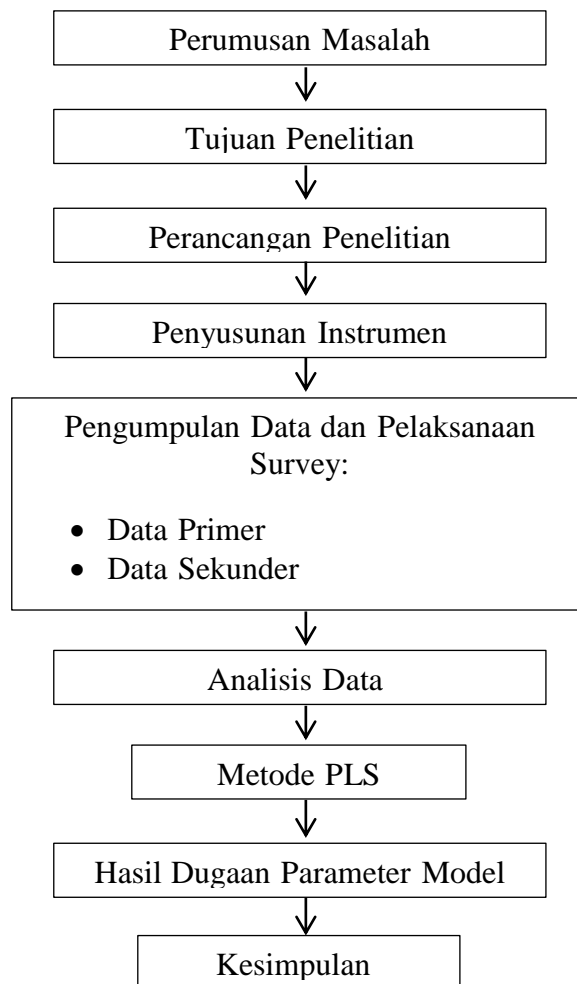 Perumusan Masalah
Tujuan Penelitian
Perancangan Penelitian
Penyusunan Instrumen
Pengumpulan Data dan Pelaksanaan
Survey:
• Data Primer
• Data Sekunder
Analisis Data
Metode PLS
Hasil Dugaan Parameter Model
Kesimpulan